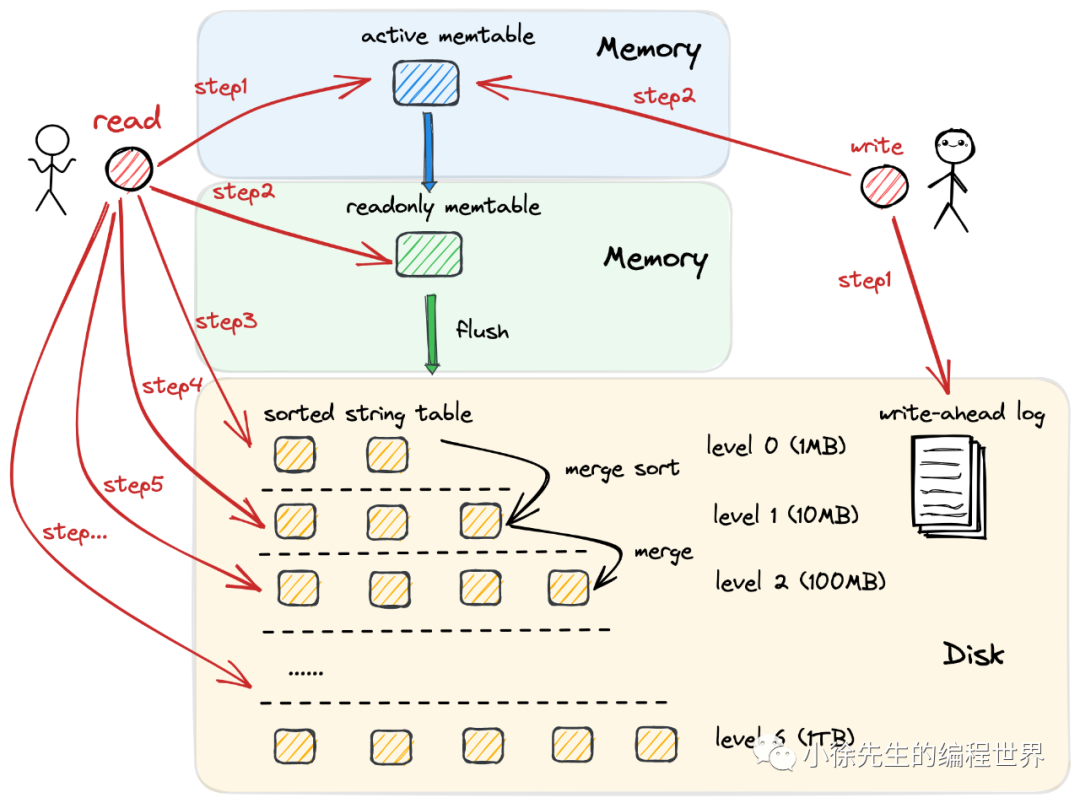 active memtable
Memory
step1
step2
read
write
step2
readonly memtable
Memory
step1
step3
flush
step4
sorted string table
write-ahead log
level 0 (1MB)
merge sort
step5
level 1 (10MB)
step...
merge
level 2 (100MB)
Disk
......
level 6 (1TB)
小徐先生的编程世界